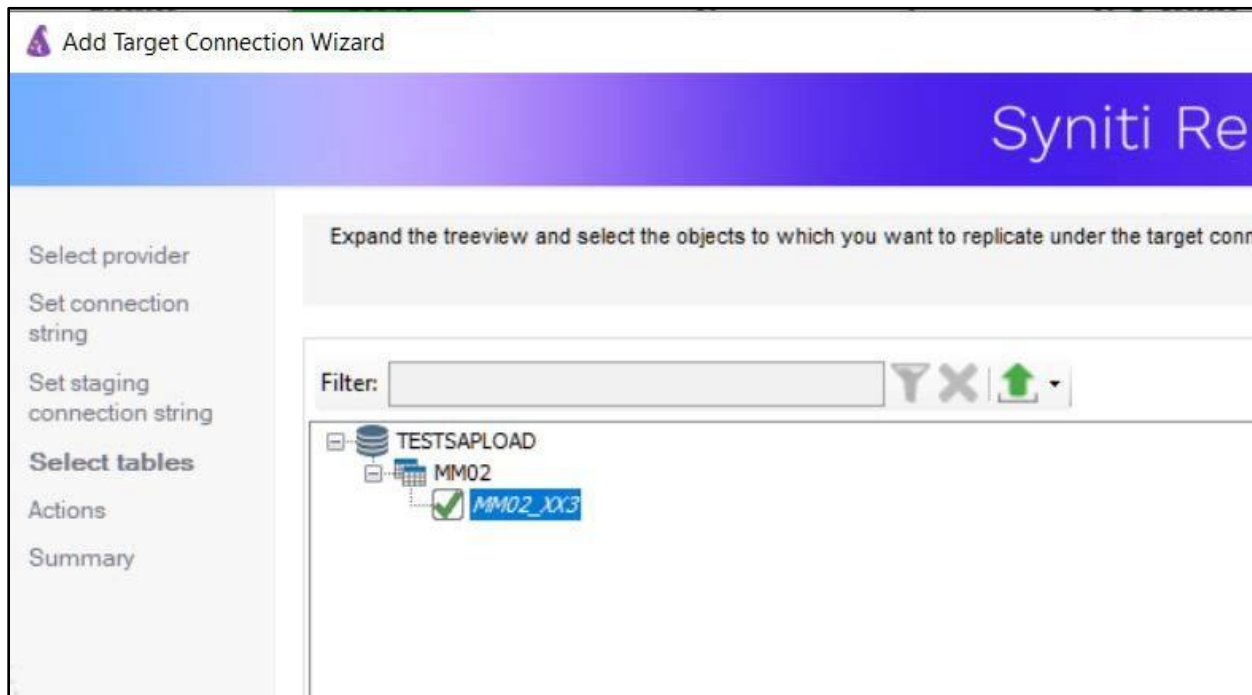 Add Target Connection Wizard
Syniti Re
Select provider
Set connection
string
Set staging
connection string
Select tables
Actions
Summary
Expand the treeview and select the objects to which you want to replicate under the target
Filter:
TESTSAPLOAD
MM02
MM02_XX3